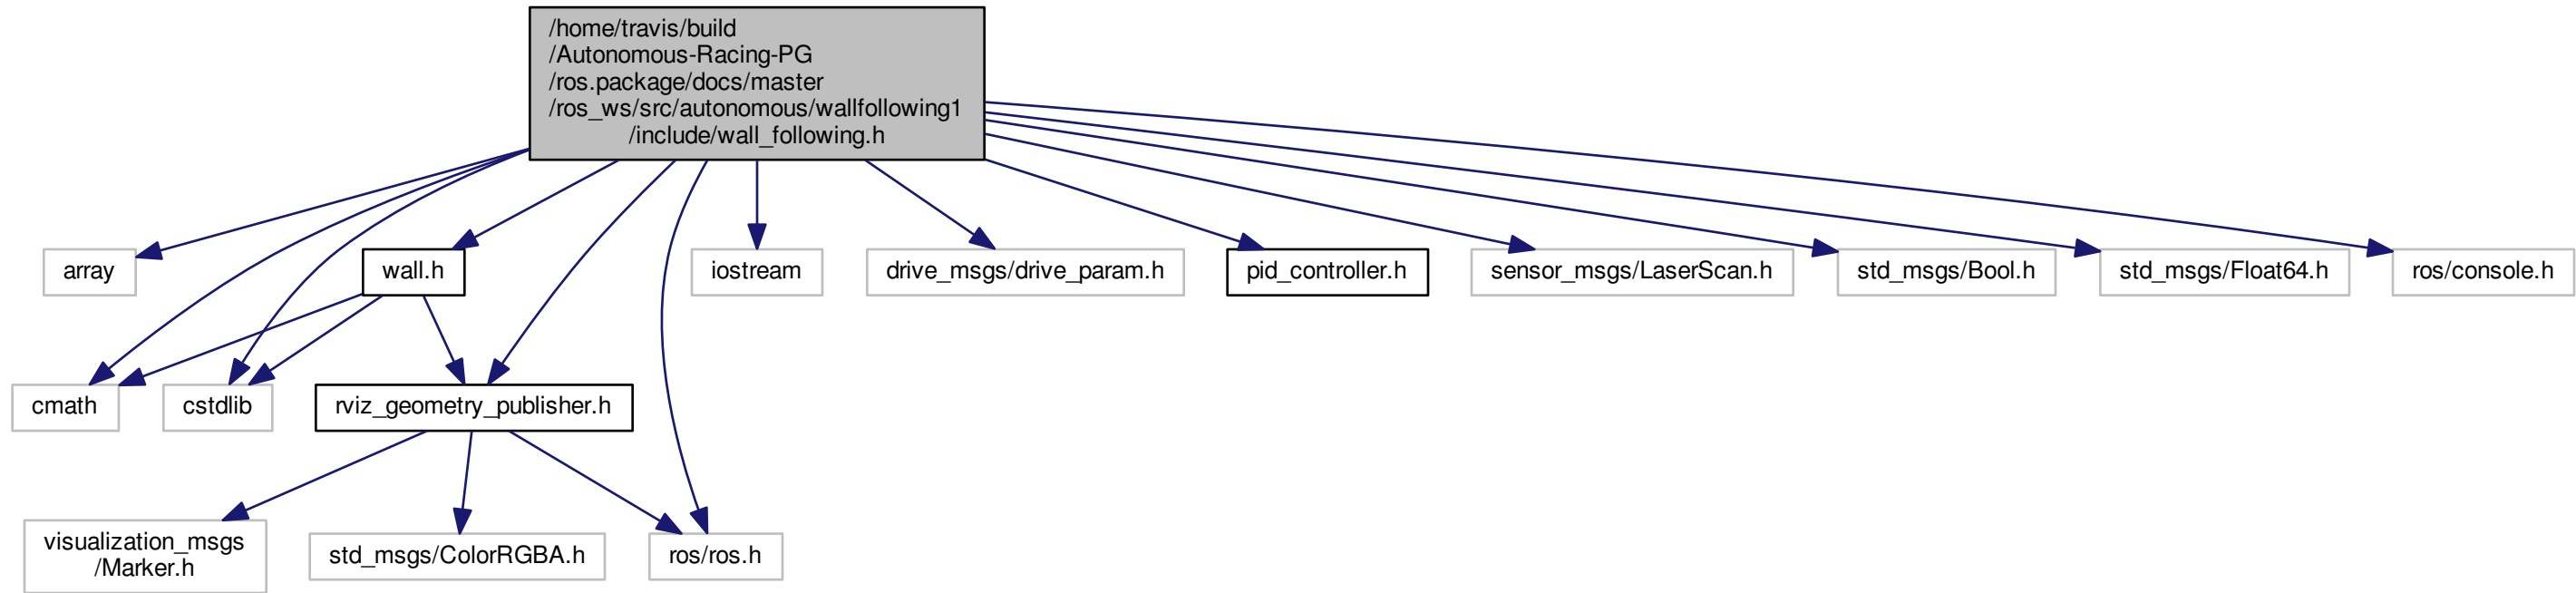 /home/travis/build
/Autonomous-Racing-PG
/ros.package/docs/master
/ros_ws/src/autonomous/wallfollowing1
/include/wall_following.h
array
wall.h
iostream
drive_msgs/drive_param.h
pid_controller.h
sensor_msgs/LaserScan.h
std_msgs/Bool.h
std_msgs/Float64.h
ros/console.h
cmath
cstdlib
rviz_geometry_publisher.h
visualization_msgs
/Marker.h
std_msgs/ColorRGBA.h
ros/ros.h